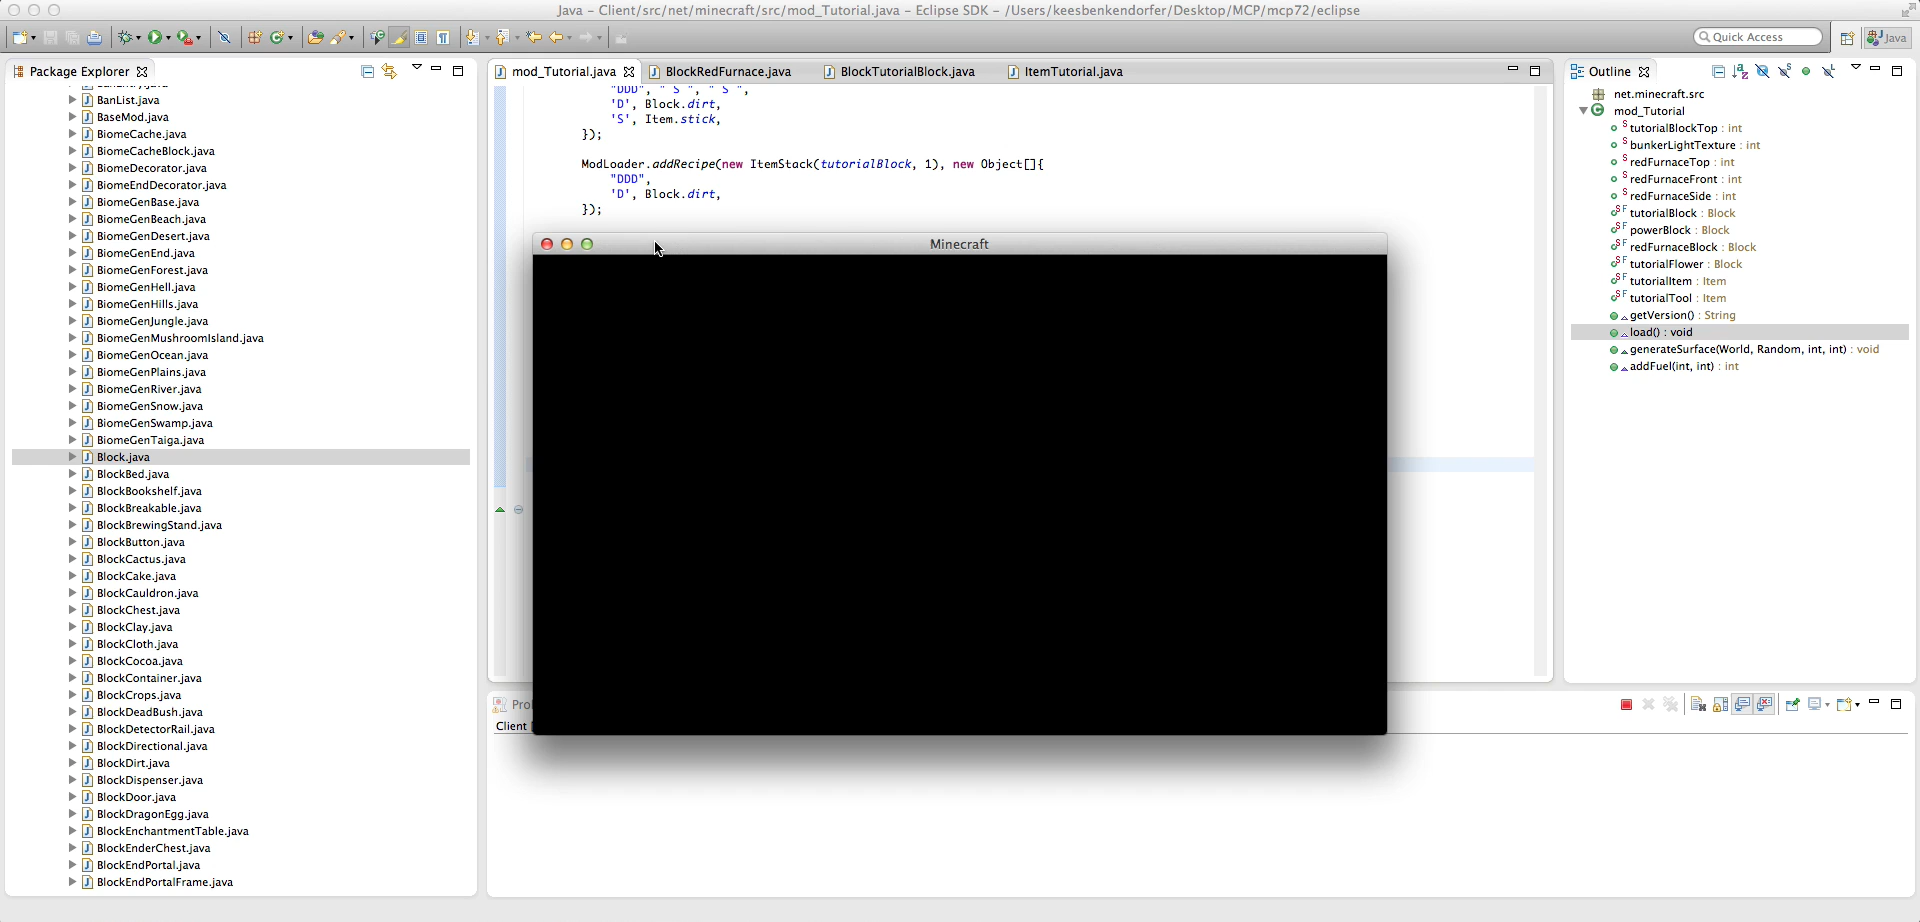 Java – Client/src/net/minecraft/src/mod_Tutorial.java – Eclipse SDK – /Users/keesbenkendorfer/Desktop/MCP/mcp72/eclipse
Quick Access
Java
Package Explorer
BanList.java
BaseMod.java
BiomeCache.java
BiomeCacheBlock.java
BiomeDecorator.java
BiomeEndDecorator.java
BiomeGenBase.java
BiomeGenBeach.java
BiomeGenDesert.java
BiomeGenEnd.java
BiomeGenForest.java
BiomeGenHell.java
BiomeGenHills.java
BiomeGenJungle.java
BiomeGenMushroomIsland.java
BiomeGenOcean.java
BiomeGenPlains.java
BiomeGenRiver.java
BiomeGenSnow.java
BiomeGenSwamp.java
BiomeGenTaiga.java
Block.java
BlockBed.java
BlockBookshelf.java
BlockBreakable.java
BlockBrewingStand.java
BlockButton.java
BlockCactus.java
BlockCake.java
BlockCauldron.java
BlockChest.java
BlockClay.java
BlockCloth.java
BlockCocoa.java
BlockContainer.java
BlockCrops.java
BlockDeadBush.java
BlockDetectorRail.java
BlockDirectional.java
BlockDirt.java
BlockDispenser.java
BlockDoor.java
BlockDragonEgg.java
BlockEnchantmentTable.java
BlockEnderChest.java
BlockEndPortal.java
BlockEndPortalFrame.java
mod_Tutorial.java
BlockRedFurnace.java
BlockTutorialBlock.java
ItemTutorial.java
"DDD", " S ", " S ",
'D', Block.dirt,
'S', Item.stick,
});
ModLoader.addRecipe(new ItemStack(tutorialBlock, 1), new Object[]{
"DDD",
'D', Block.dirt,
});
Minecraft
Client
Outline
net.minecraft.src
mod_Tutorial
tutorialBlockTop : int
bunkerLightTexture : int
redFurnaceTop : int
redFurnaceFront : int
redFurnaceSide : int
tutorialBlock : Block
powerBlock : Block
redFurnaceBlock : Block
tutorialFlower : Block
tutorialItem : Item
tutorialTool : Item
getVersion() : String
load() : void
generateSurface(World, Random, int, int) : void
addFuel(int, int) : int